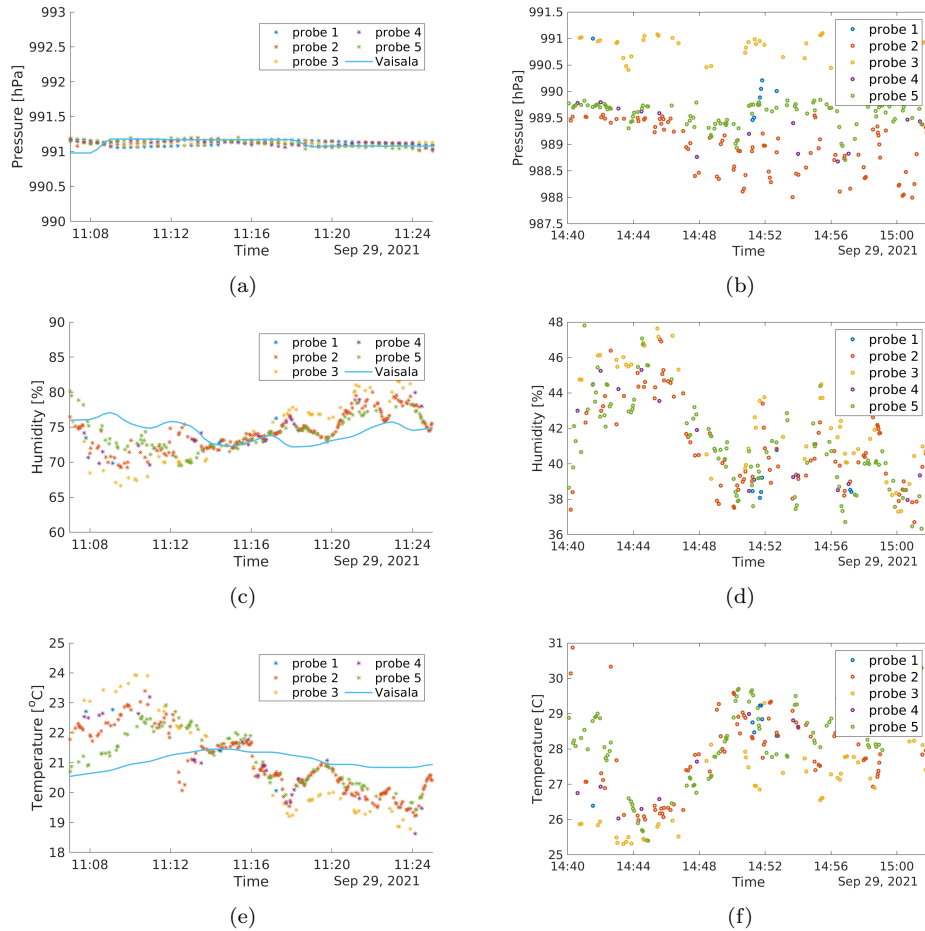 993
992.5
992
991.5
991
990.5
990
Pressure [hPa]
probe 1
probe 2
probe 3
probe 4
probe 5
Vaisala
11:08 11:12 11:16 11:20 11:24
Time
Sep 29, 2021
(a)
991.5
991
990.5
990
989.5
989
988.5
988
987.5
Pressure [hPa]
probe 1
probe 2
probe 3
probe 4
probe 5
14:40 14:44 14:48 14:52 14:56 15:00
Time
Sep 29, 2021
(b)
90
85
80
75
70
65
60
Humidity [%]
probe 1
probe 2
probe 3
probe 4
probe 5
Vaisala
11:08 11:12 11:16 11:20 11:24
Time
Sep 29, 2021
(c)
48
46
44
42
40
38
36
Humidity [%]
probe 1
probe 2
probe 3
probe 4
probe 5
14:40 14:44 14:48 14:52 14:56 15:00
Time
Sep 29, 2021
(d)
25
24
23
22
21
20
19
18
Temperature [°C]
probe 1
probe 2
probe 3
probe 4
probe 5
Vaisala
11:08 11:12 11:16 11:20 11:24
Time
Sep 29, 2021
(e)
31
30
29
28
27
26
25
Temperature [C]
probe 1
probe 2
probe 3
probe 4
probe 5
14:40 14:44 14:48 14:52 14:56 15:00
Time
Sep 29, 2021
(f)